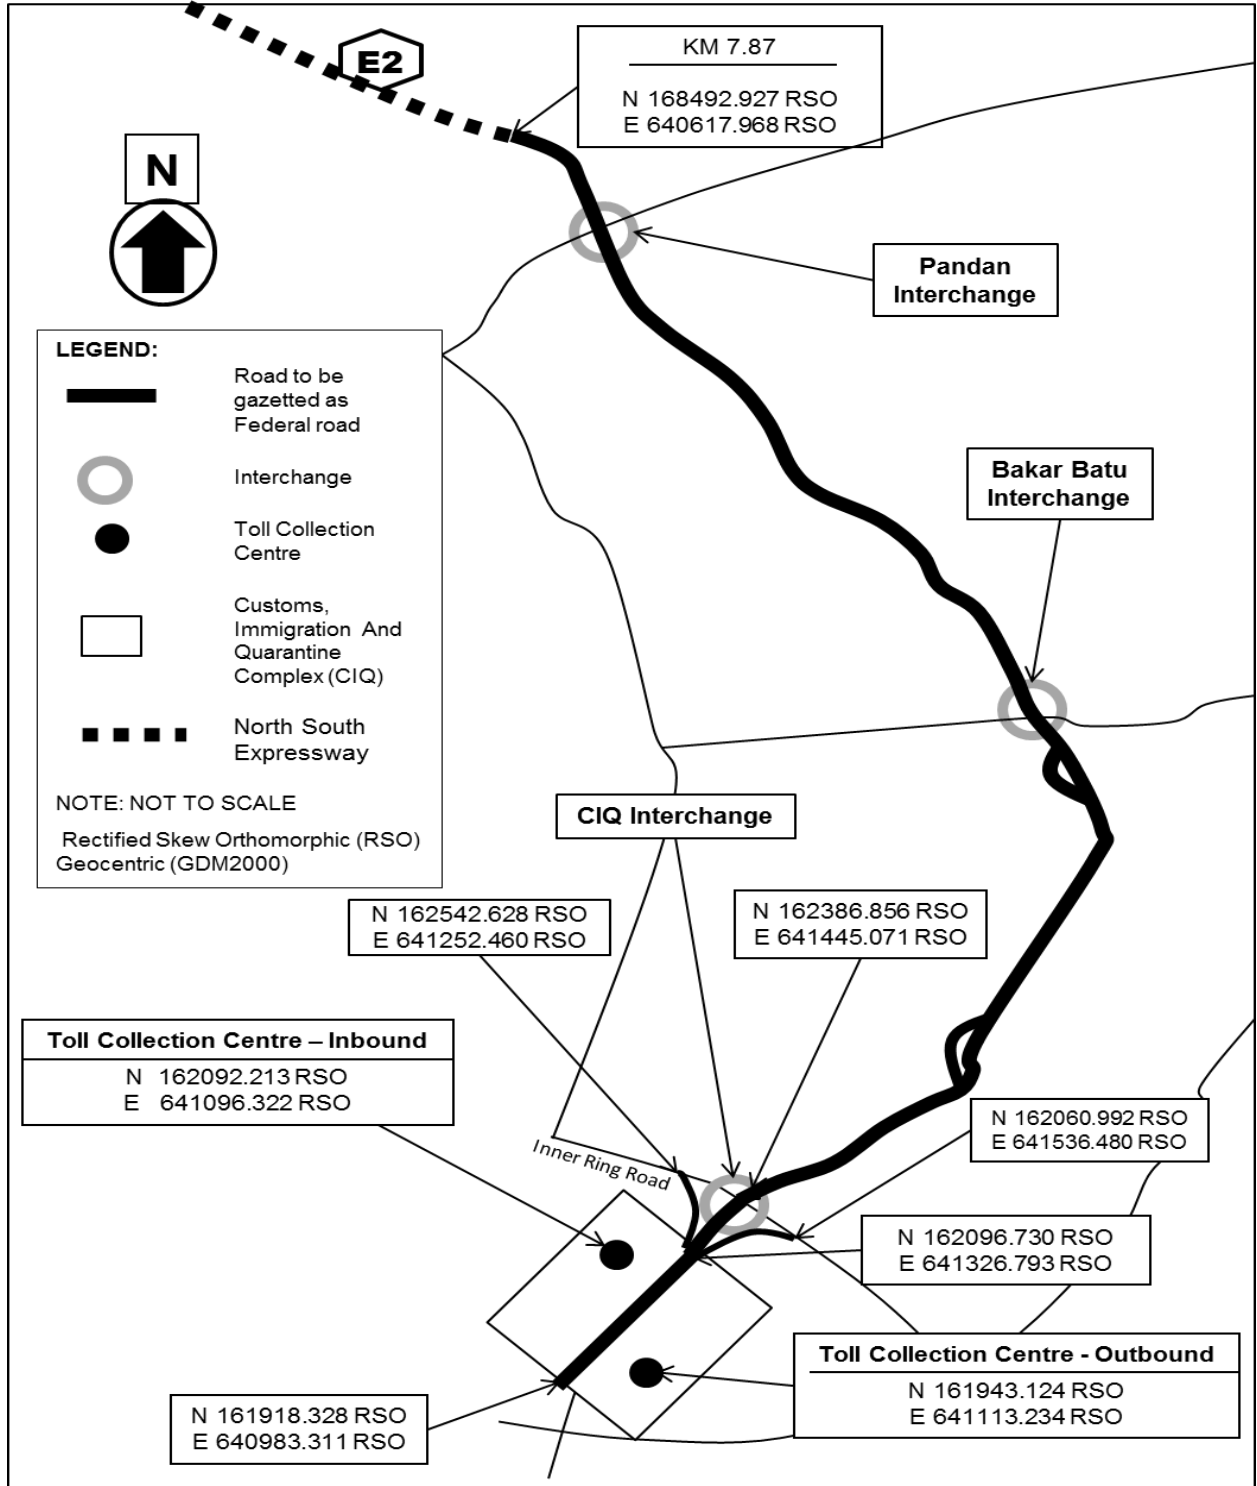 E2
KM 7.87
N 168492.927 RSO
E 640617.968 RSO
N
Pandan
Interchange
LEGEND:
Road to be
gazetted as
Federal road
Interchange
Toll Collection
Centre
Customs,
Immigration And
Quarantine
Complex (CIQ)
North South
Expressway
NOTE: NOT TO SCALE
Rectified Skew Orthomorphic (RSO)
Geocentric (GDM2000)
Bakar Batu
Interchange
CIQ Interchange
N 162542.628 RSO
E 641252.460 RSO
N 162386.856 RSO
E 641445.071 RSO
Toll Collection Centre – Inbound
N 162092.213 RSO
E 641096.322 RSO
N 162060.992 RSO
E 641536.480 RSO
Inner Ring Road
N 162096.730 RSO
E 641326.793 RSO
Toll Collection Centre - Outbound
N 161943.124 RSO
E 641113.234 RSO
N 161918.328 RSO
E 640983.311 RSO